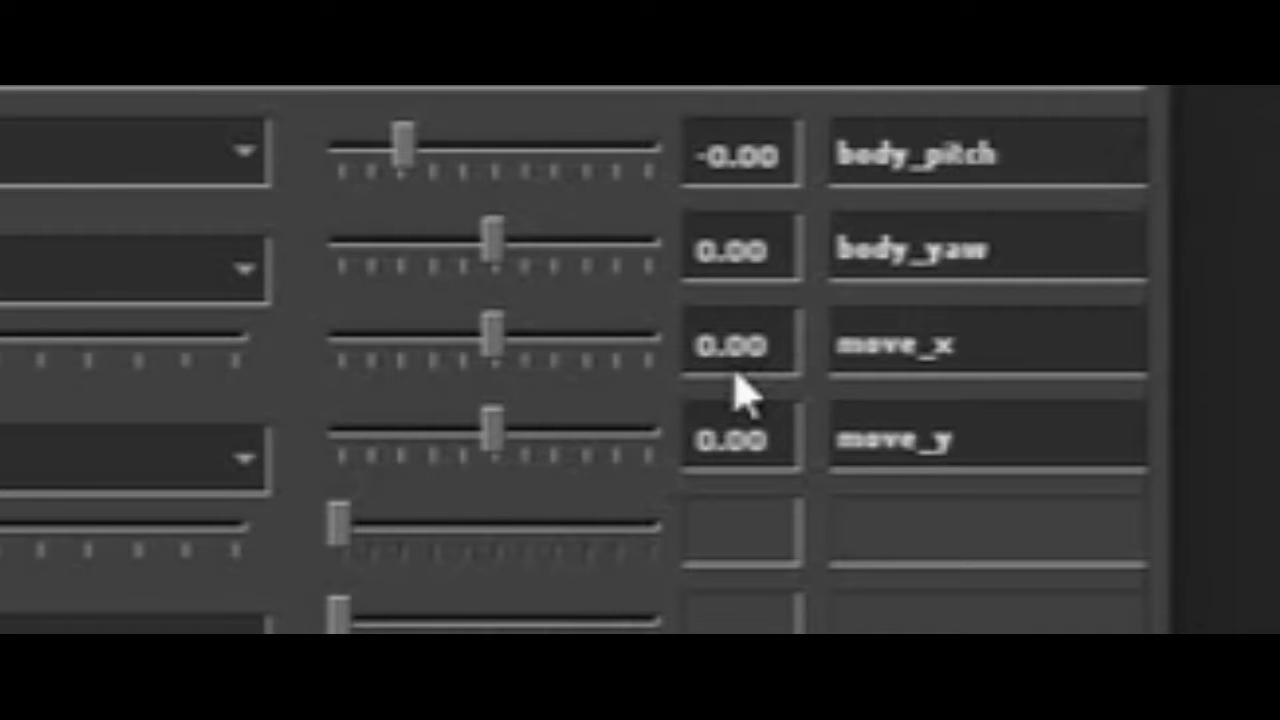 -0.00 body_pitch
0.00 body_yaw
0.00 move_x
0.00 move_y